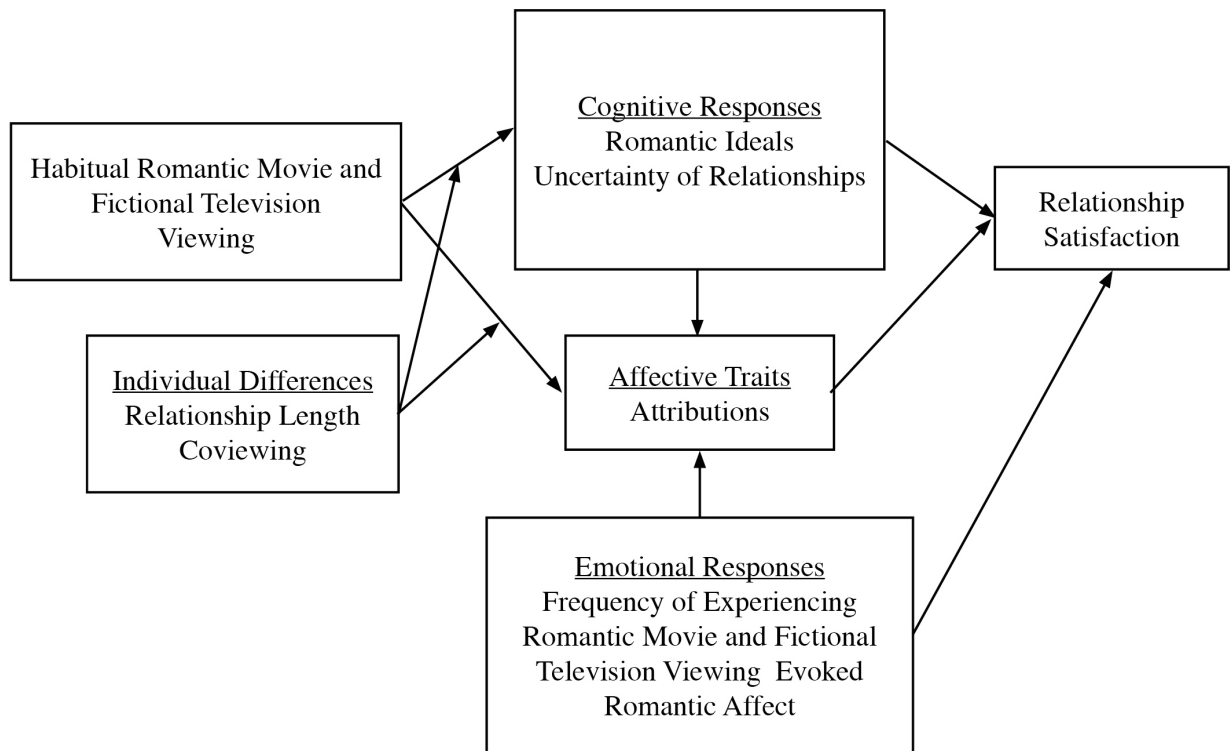 Habitual Romantic Movie and
Fictional Television
Viewing
Individual Differences
Relationship Length
Coviewing
Cognitive Responses
Romantic Ideals
Uncertainty of Relationships
Affective Traits
Attributions
Emotional Responses
Frequency of Experiencing
Romantic Movie and Fictional
Television Viewing  Evoked
Romantic Affect
Relationship
Satisfaction